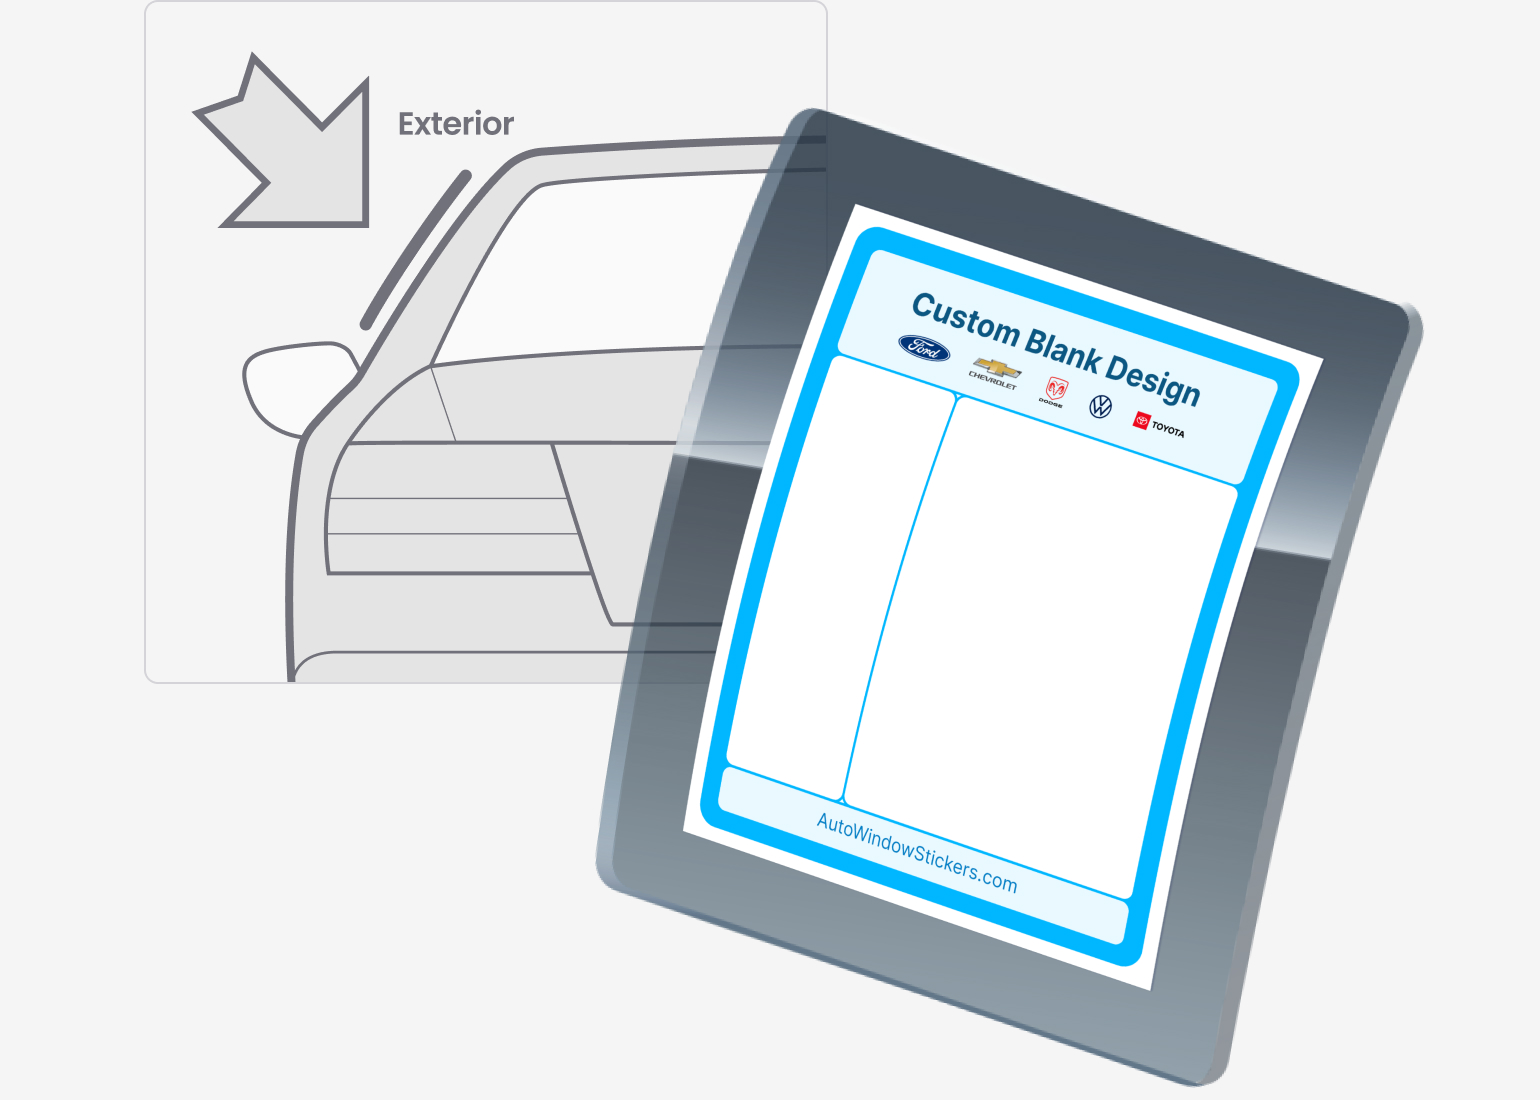 Exterior
Custom Blank Design
Ford
CHEVROLET
DODGE
TOYOTA
AutoWindowStickers.com